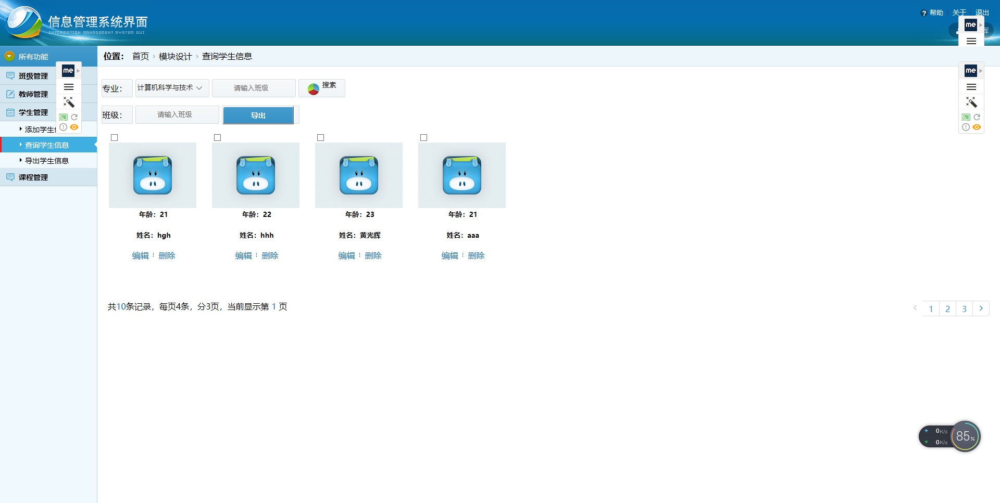 信息管理系统界面
INFORMATION MANAGEMENT SYSTEM GUI
帮助 关于 退出
me
辉
所有功能
位置： 首页 › 模块设计 › 查询学生信息
班级管理
教师管理
学生管理
添加学生
查询学生信息
导出学生信息
课程管理
me
me
专业： 计算机科学与技术 请输入班级 搜索
班级： 请输入班级 导出
年龄：21 年龄：22 年龄：23 年龄：21
姓名：hgh 姓名：hhh 姓名：黄光辉 姓名：aaa
编辑 删除 编辑 删除 编辑 删除 编辑 删除
共10条记录，每页4条，分3页，当前显示第 1 页
1 2 3
0K/s
0K/s
85%